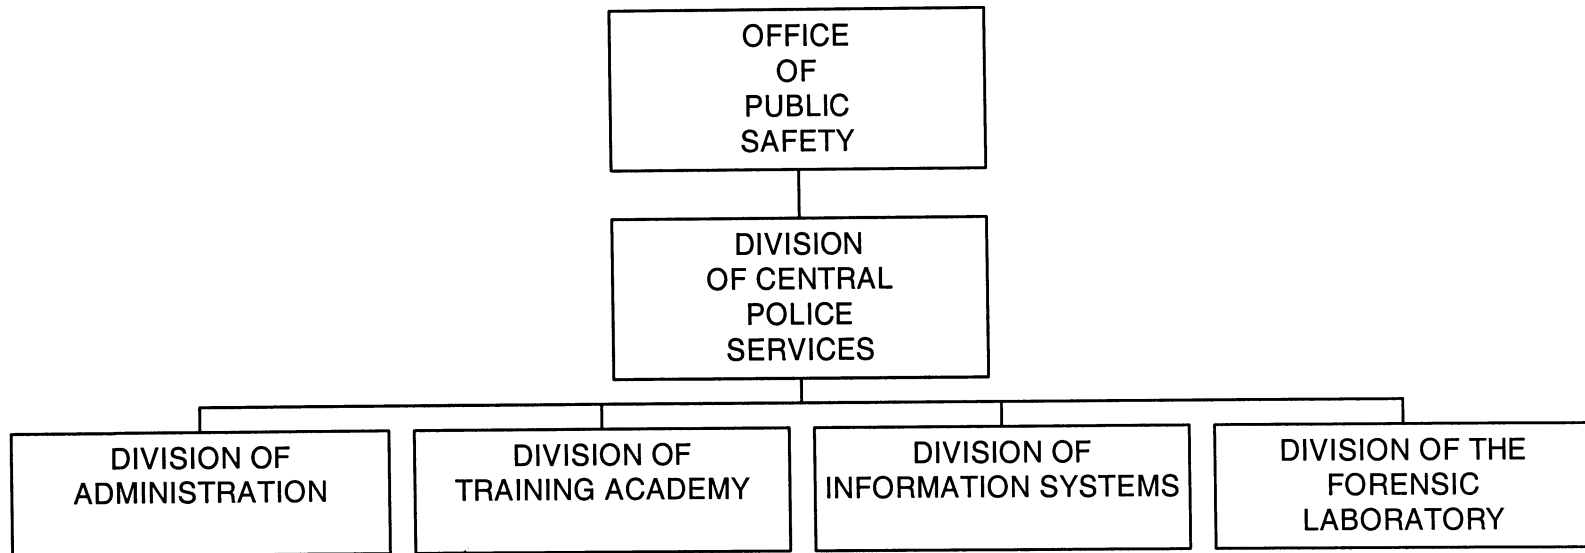 OFFICE
OF
PUBLIC
SAFETY
DIVISION
OF CENTRAL
POLICE
SERVICES
DIVISION OF
ADMINISTRATION
DIVISION OF
TRAINING ACADEMY
DIVISION OF
INFORMATION SYSTEMS
DIVISION OF THE
FORENSIC
LABORATORY